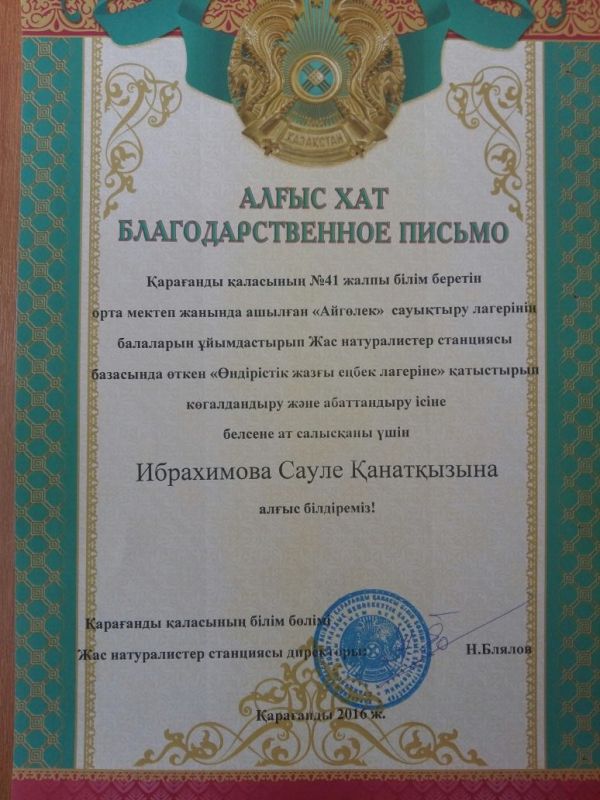 ҚАЗАҚСТАН
АЛҒЫС ХАТ
БЛАГОДАРСТВЕННОЕ ПИСЬМО
Қарағанды қаласының №41 жалпы білім беретін
орта мектеп жанында ашылған «Айгөлек» сауықтыру лагерінің
балаларын ұйымдастырып Жас натуралистер станциясы
базасында өткен «Өндірістік жазғы еңбек лагеріне» қатыстырып
көгалдандыру және абаттандыру ісіне
белсене ат салысқаны үшін
Ибрахимова Сауле Қанатқызына
алғыс білдіреміз!
Қарағанды қаласының білім бөлімі
Жас натуралистер станциясы директоры:
Н.Блялов
Қарағанды 2016 ж.